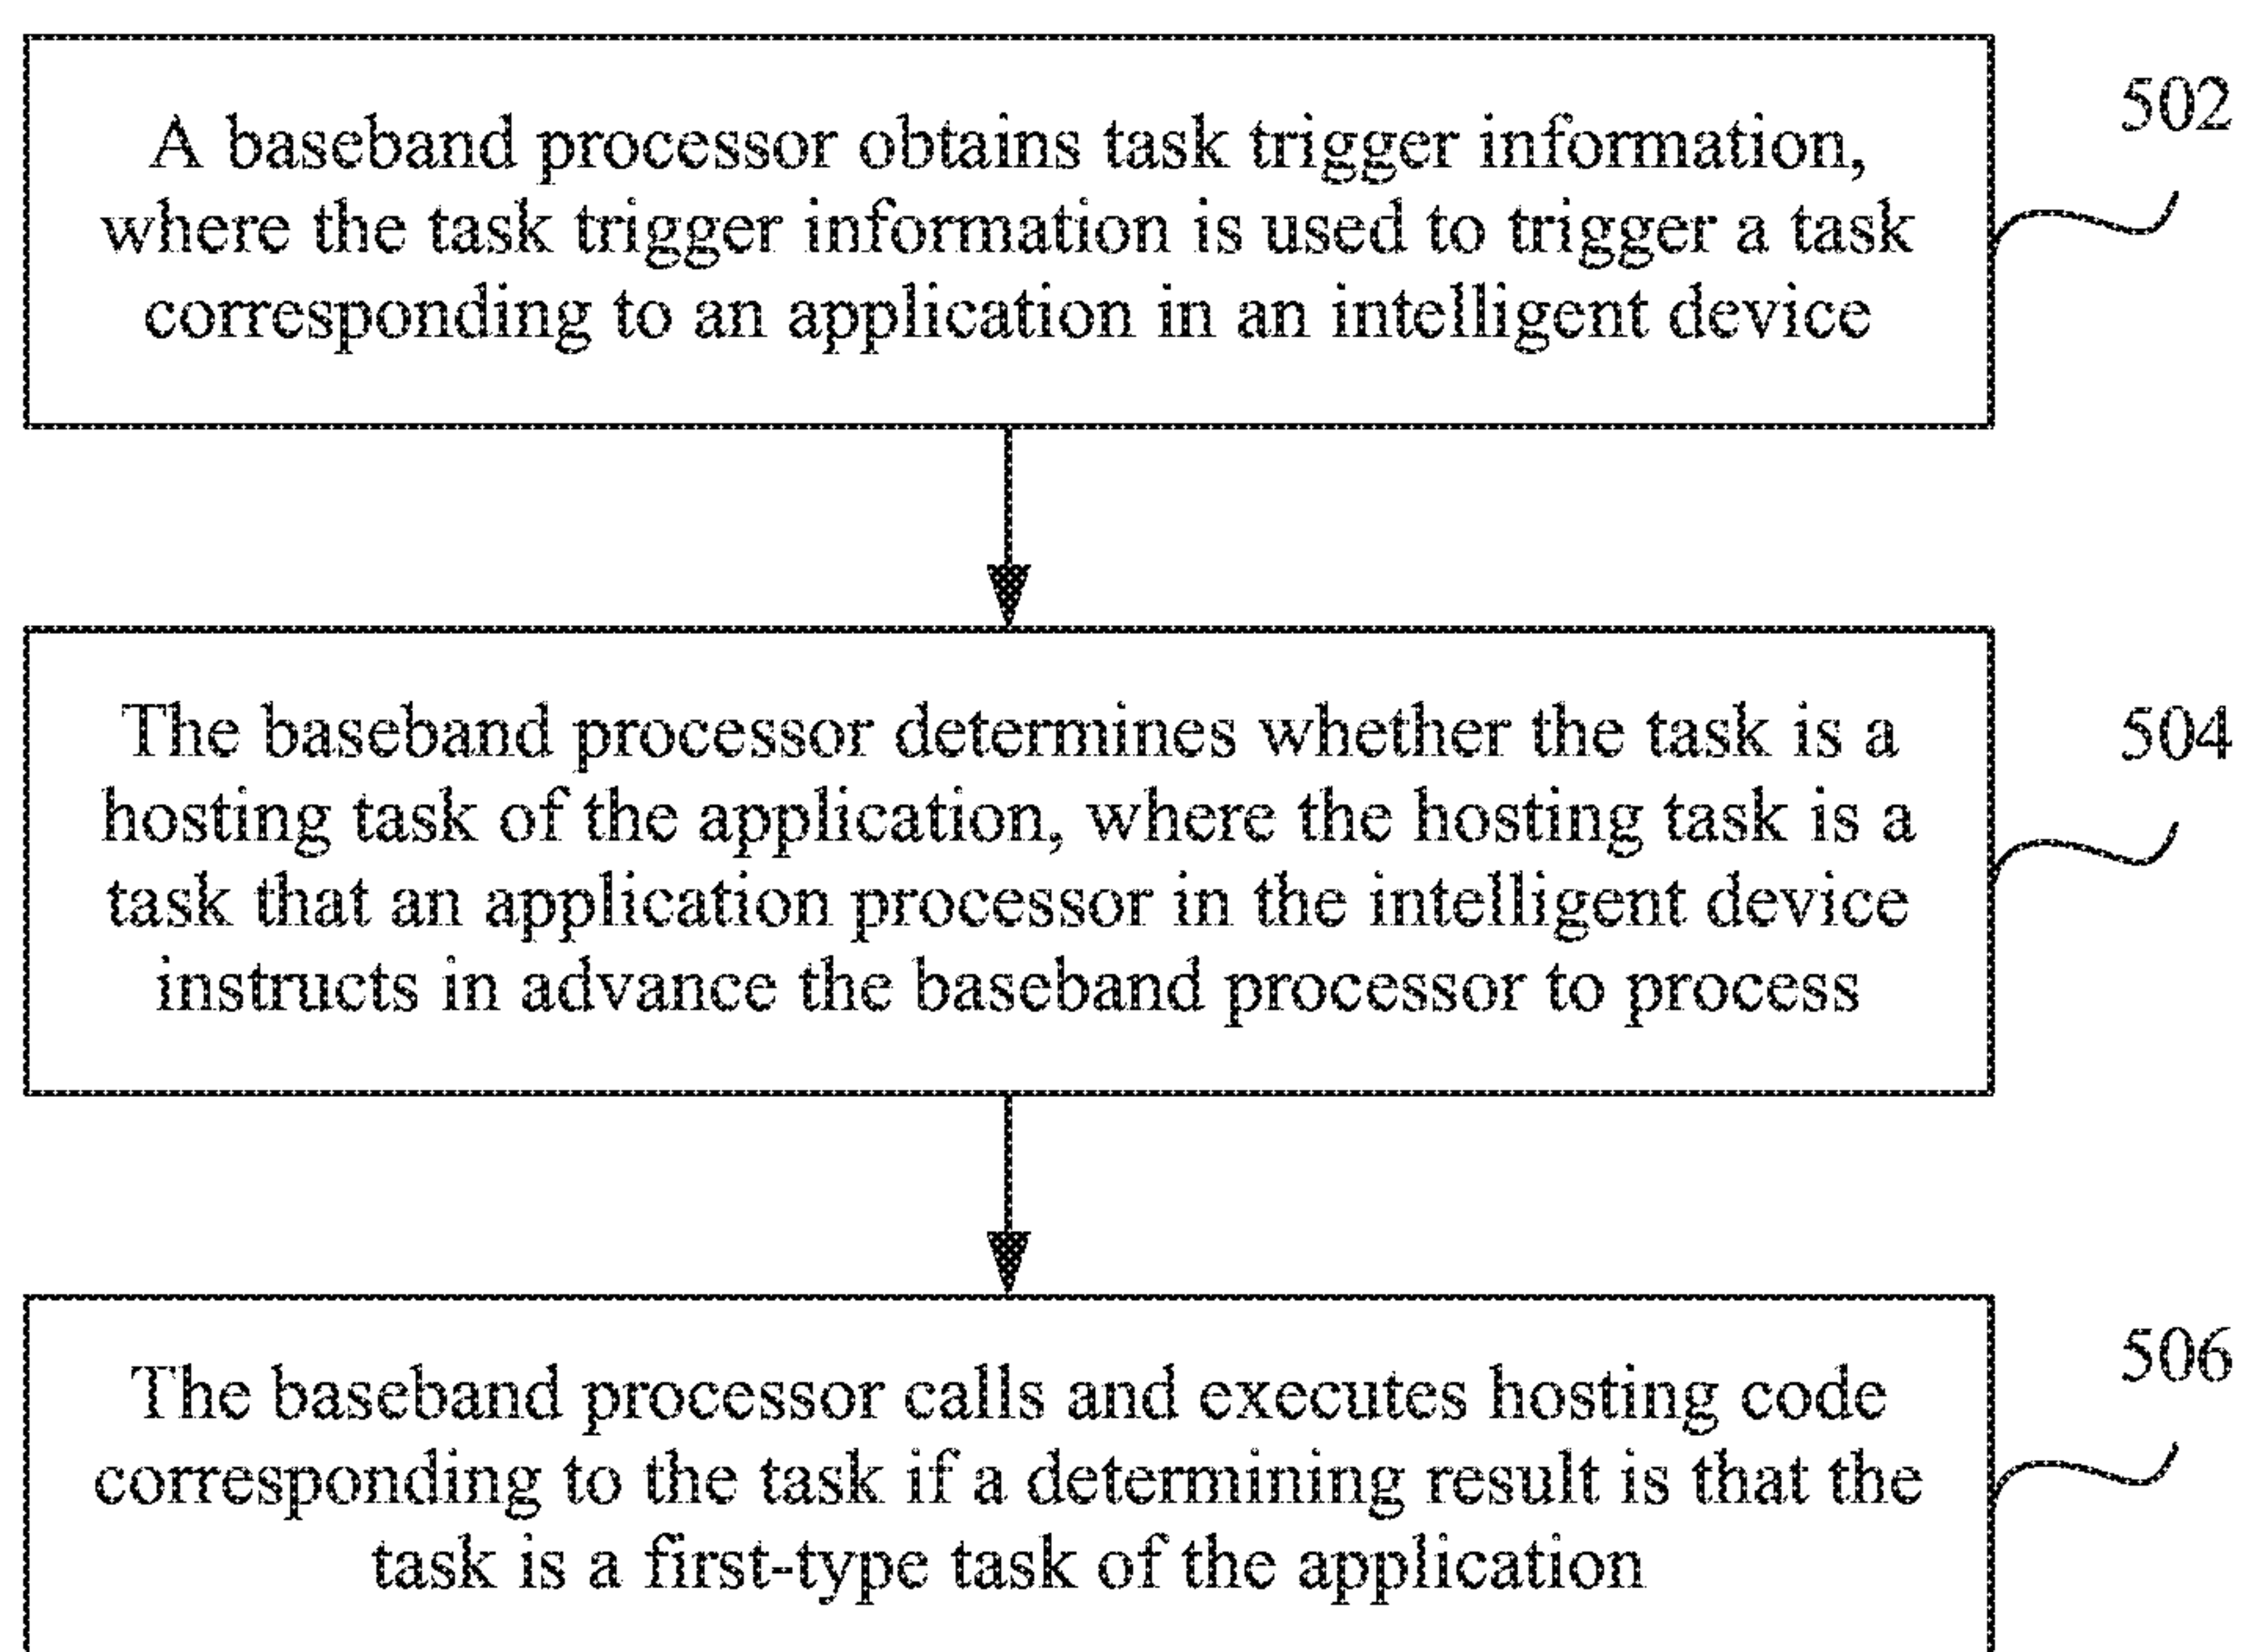 A baseband processor obtains task trigger information,
where the task trigger information is used to trigger a task
corresponding to an application in an intelligent device
502
The baseband processor determines whether the task is a
hosting task of the application, where the hosting task is a
task that an application processor in the intelligent device
instructs in advance the baseband processor to process
504
The baseband processor calls and executes hosting code
corresponding to the task if a determining result is that the
task is a first-type task of the application
506